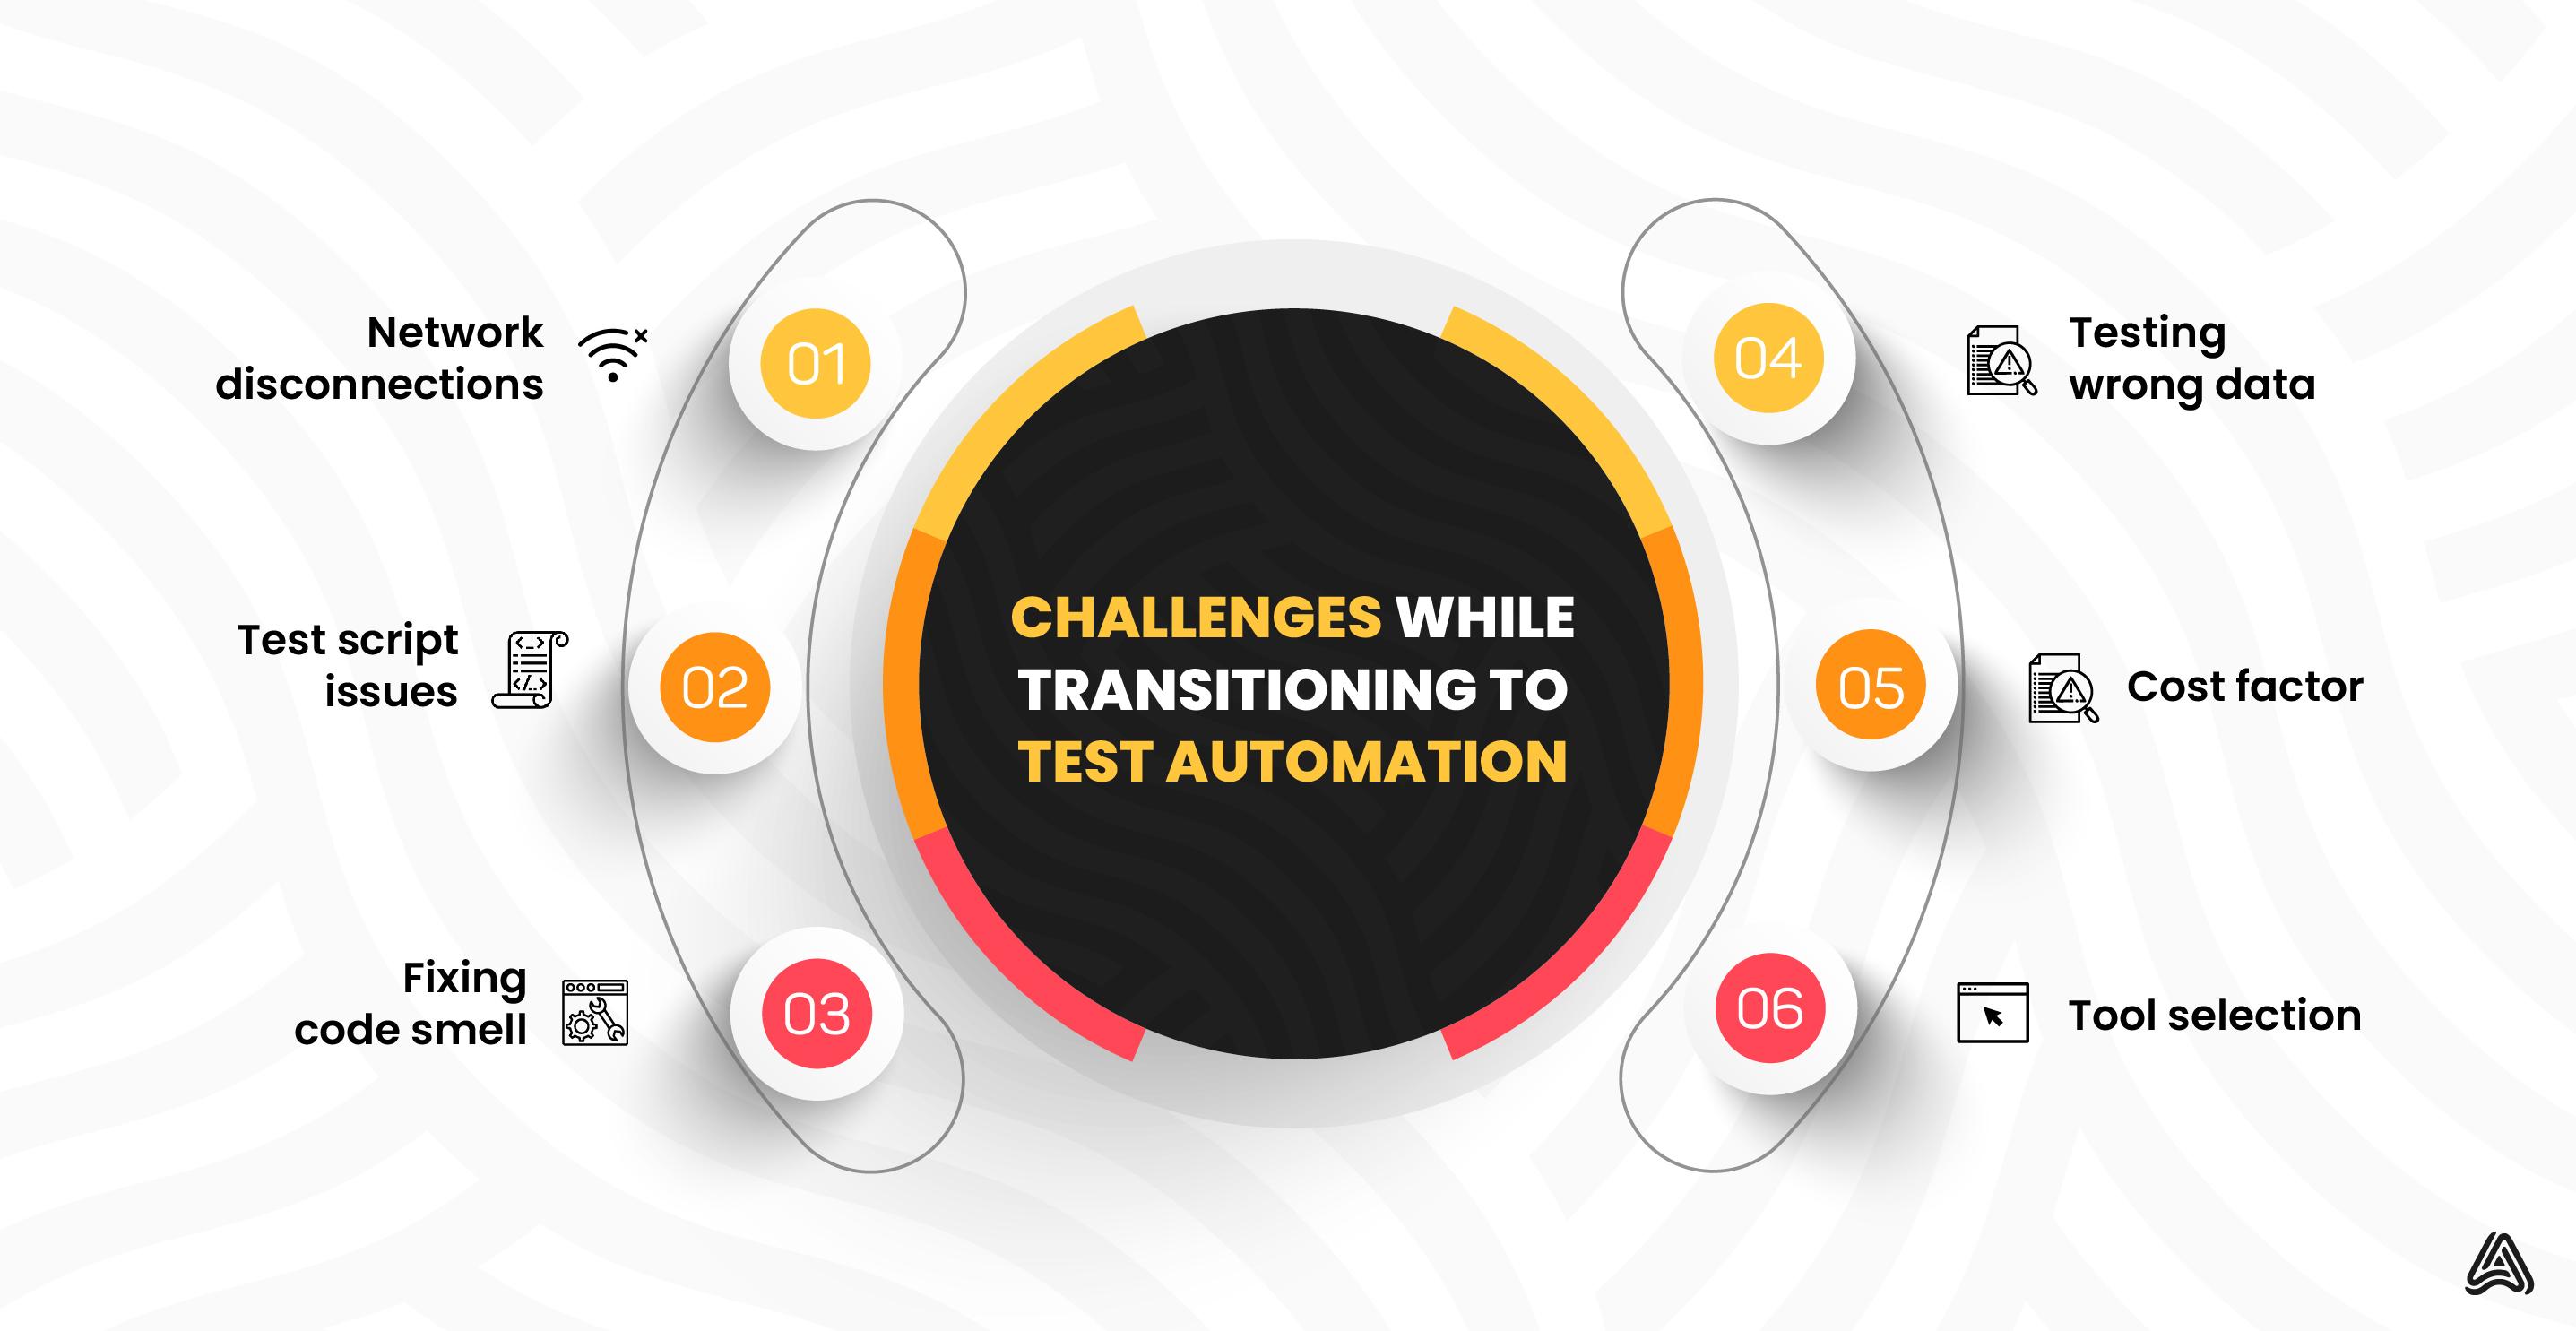 CHALLENGES WHILE
TRANSITIONING TO
TEST AUTOMATION
01
Network
disconnections
02
Test script
issues
03
Fixing
code smell
04
Testing
wrong data
05
Cost factor
06
Tool selection